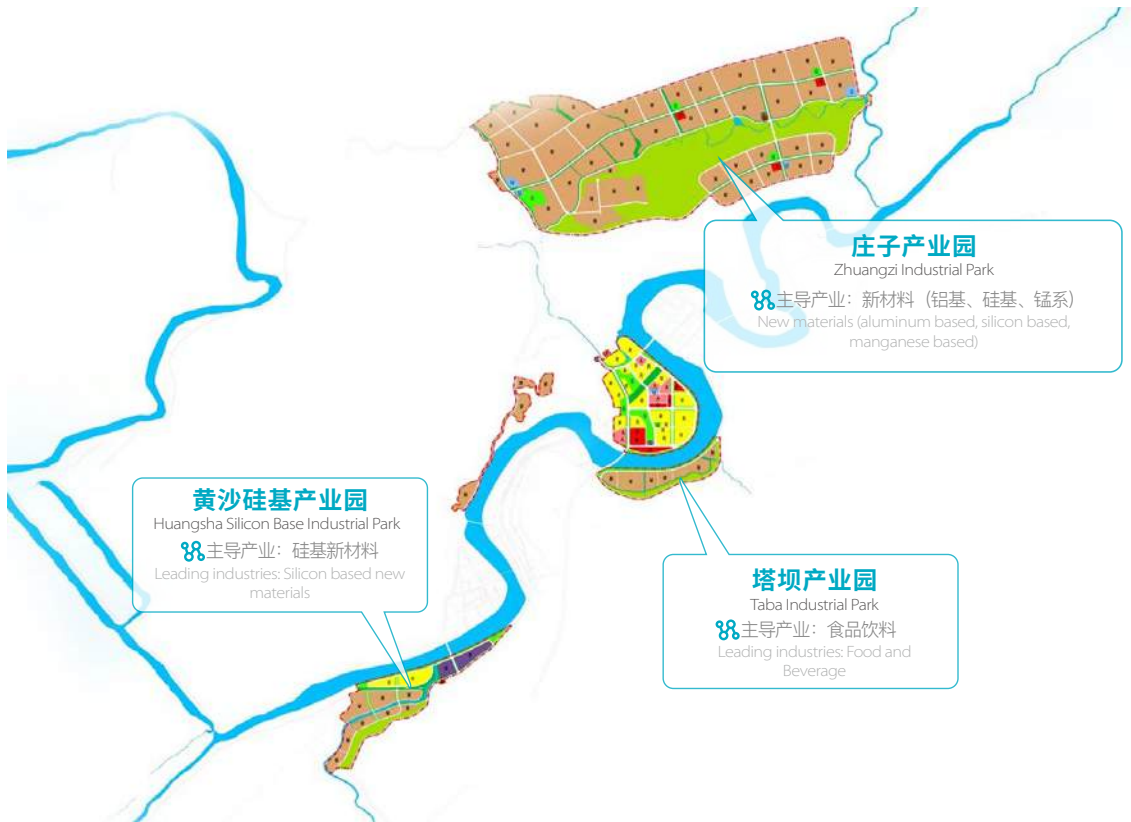 庄子产业园
Zhuangzi Industrial Park
主导产业：新材料（铝基、硅基、锰系）
New materials (aluminum based, silicon based,
manganese based)
黄沙硅基产业园
Huangsha Silicon Base Industrial Park
主导产业：硅基新材料
Leading industries: Silicon based new
materials
塔坝产业园
Taba Industrial Park
主导产业：食品饮料
Leading industries: Food and
Beverage